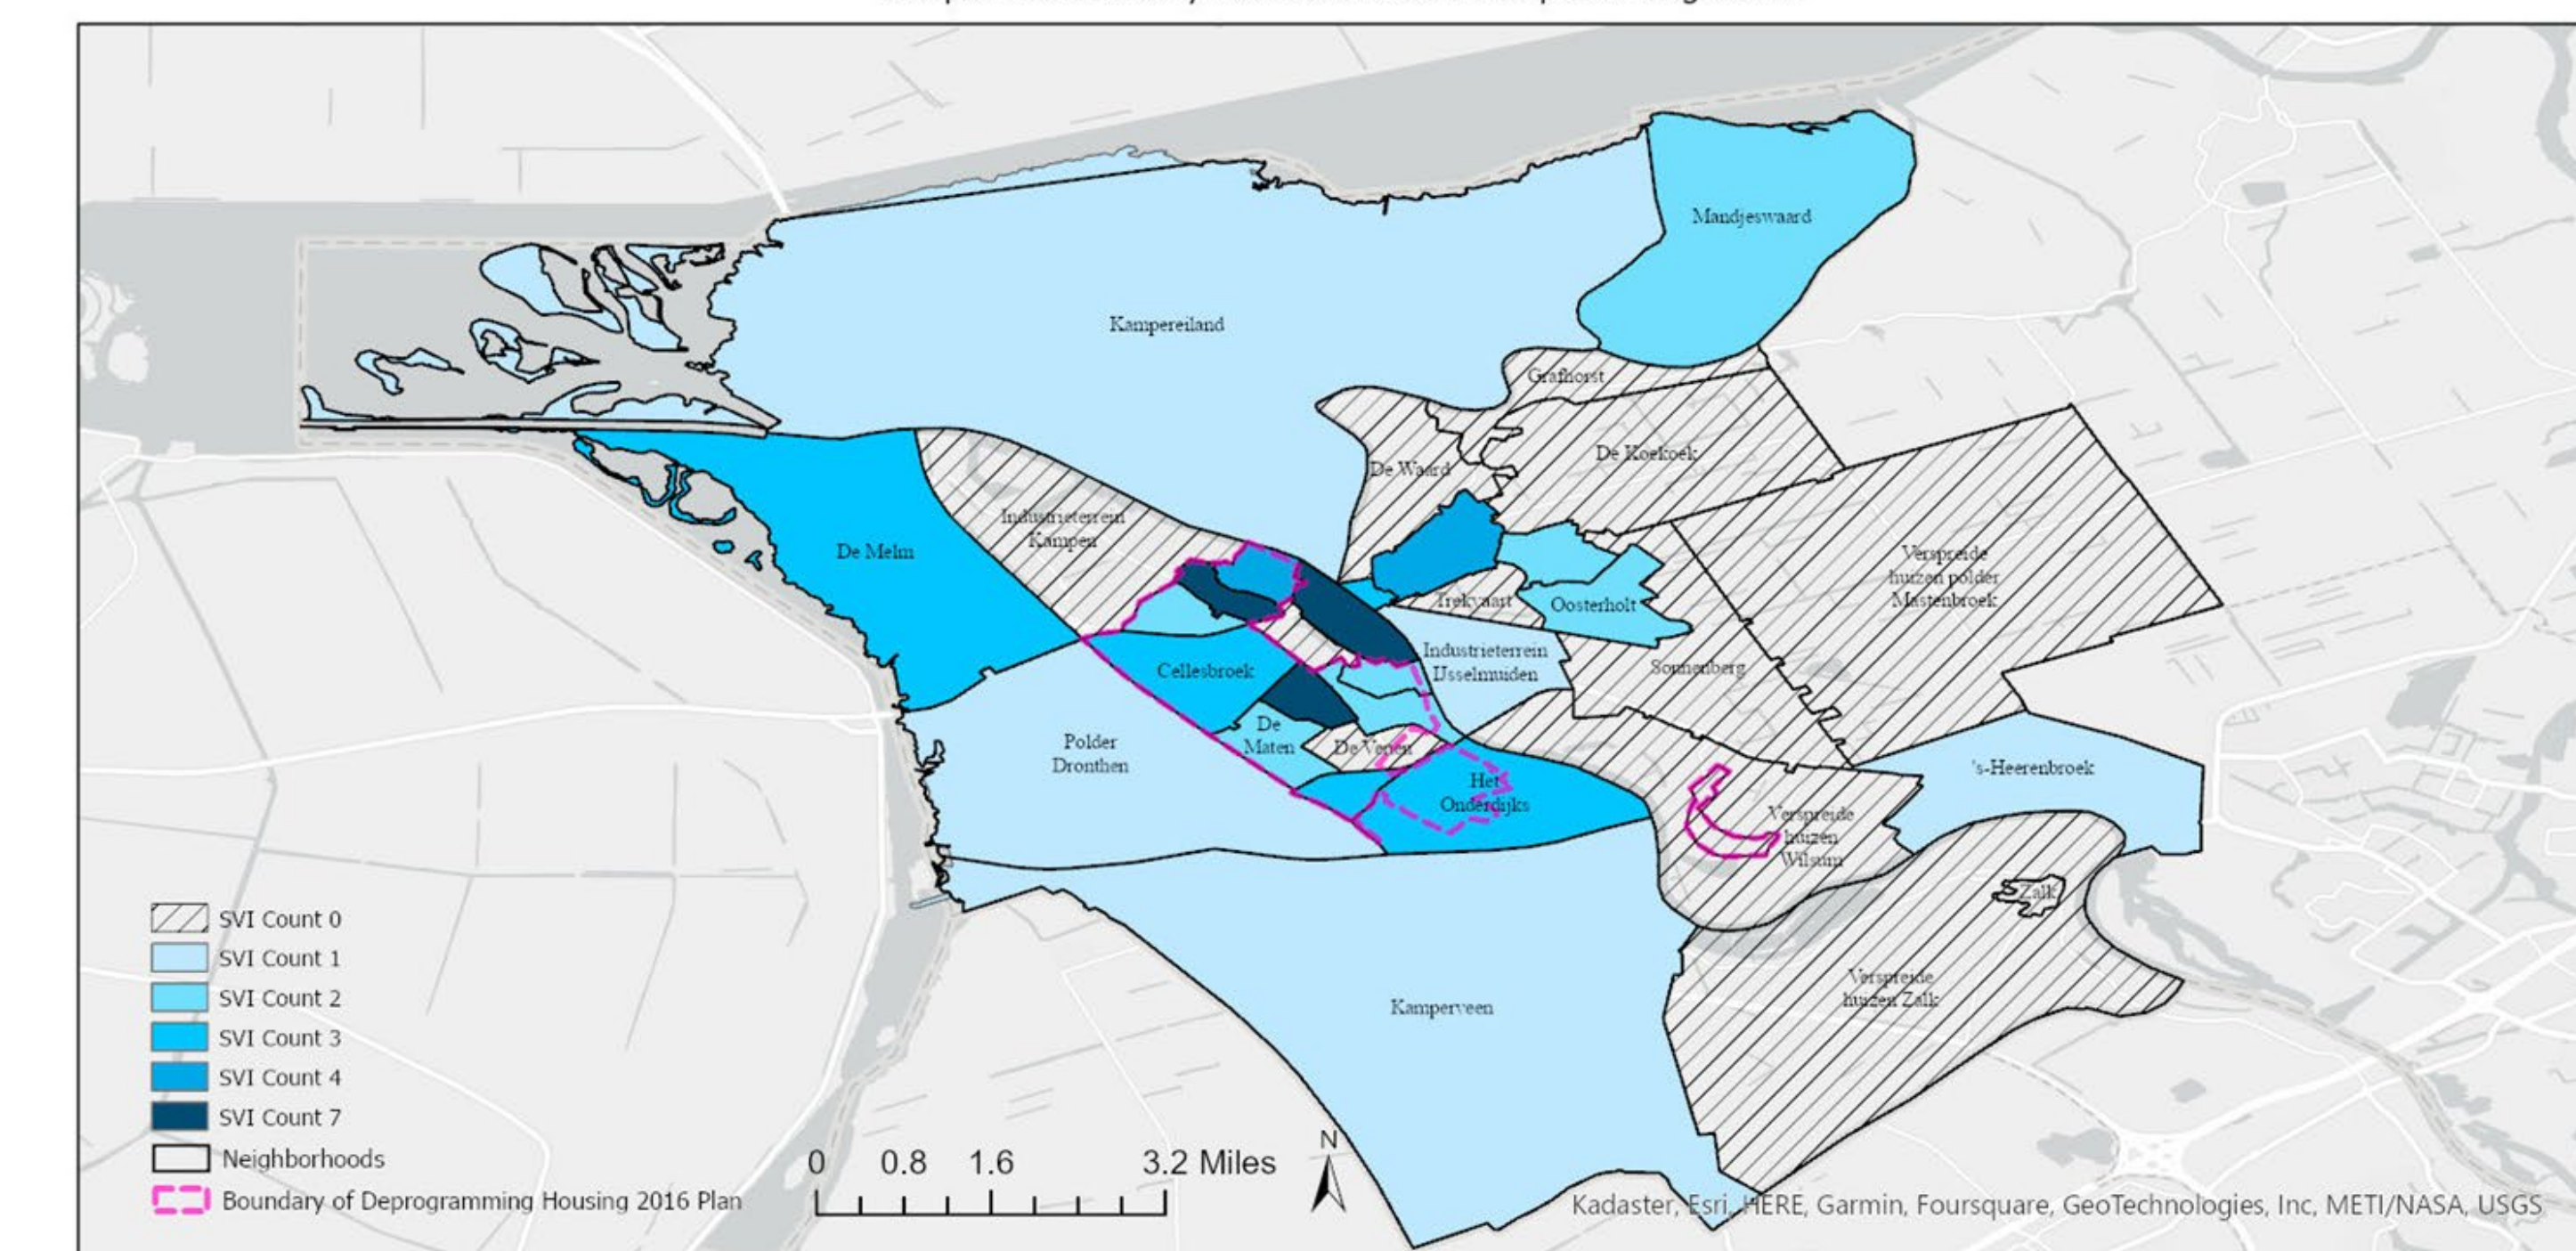 Mandjeswaard
Kampereiland
Grafhorst
De Koekoek
De Waard
Industrieterrein
Kampen
De Melm
Verspreide
huizen polder
Mastenbroek
Trekvaart
Oosterholt
Industrieterrein
IJsselmuiden
Sonnenberg
Cellesbroek
De
Maten
De Venen
Polder
Dronthen
Het
Onderdijks
's-Heerenbroek
Verspreide
huizen
Wilsum
Zalk
Verspreide
huizen Zalk
Kamperveen
SVI Count 0
SVI Count 1
SVI Count 2
SVI Count 3
SVI Count 4
SVI Count 7
Neighborhoods
Boundary of Deprogramming Housing 2016 Plan
0 0.8 1.6 3.2 Miles
N
Kadaster, Esri, HERE, Garmin, Foursquare, GeoTechnologies, Inc, METI/NASA, USGS